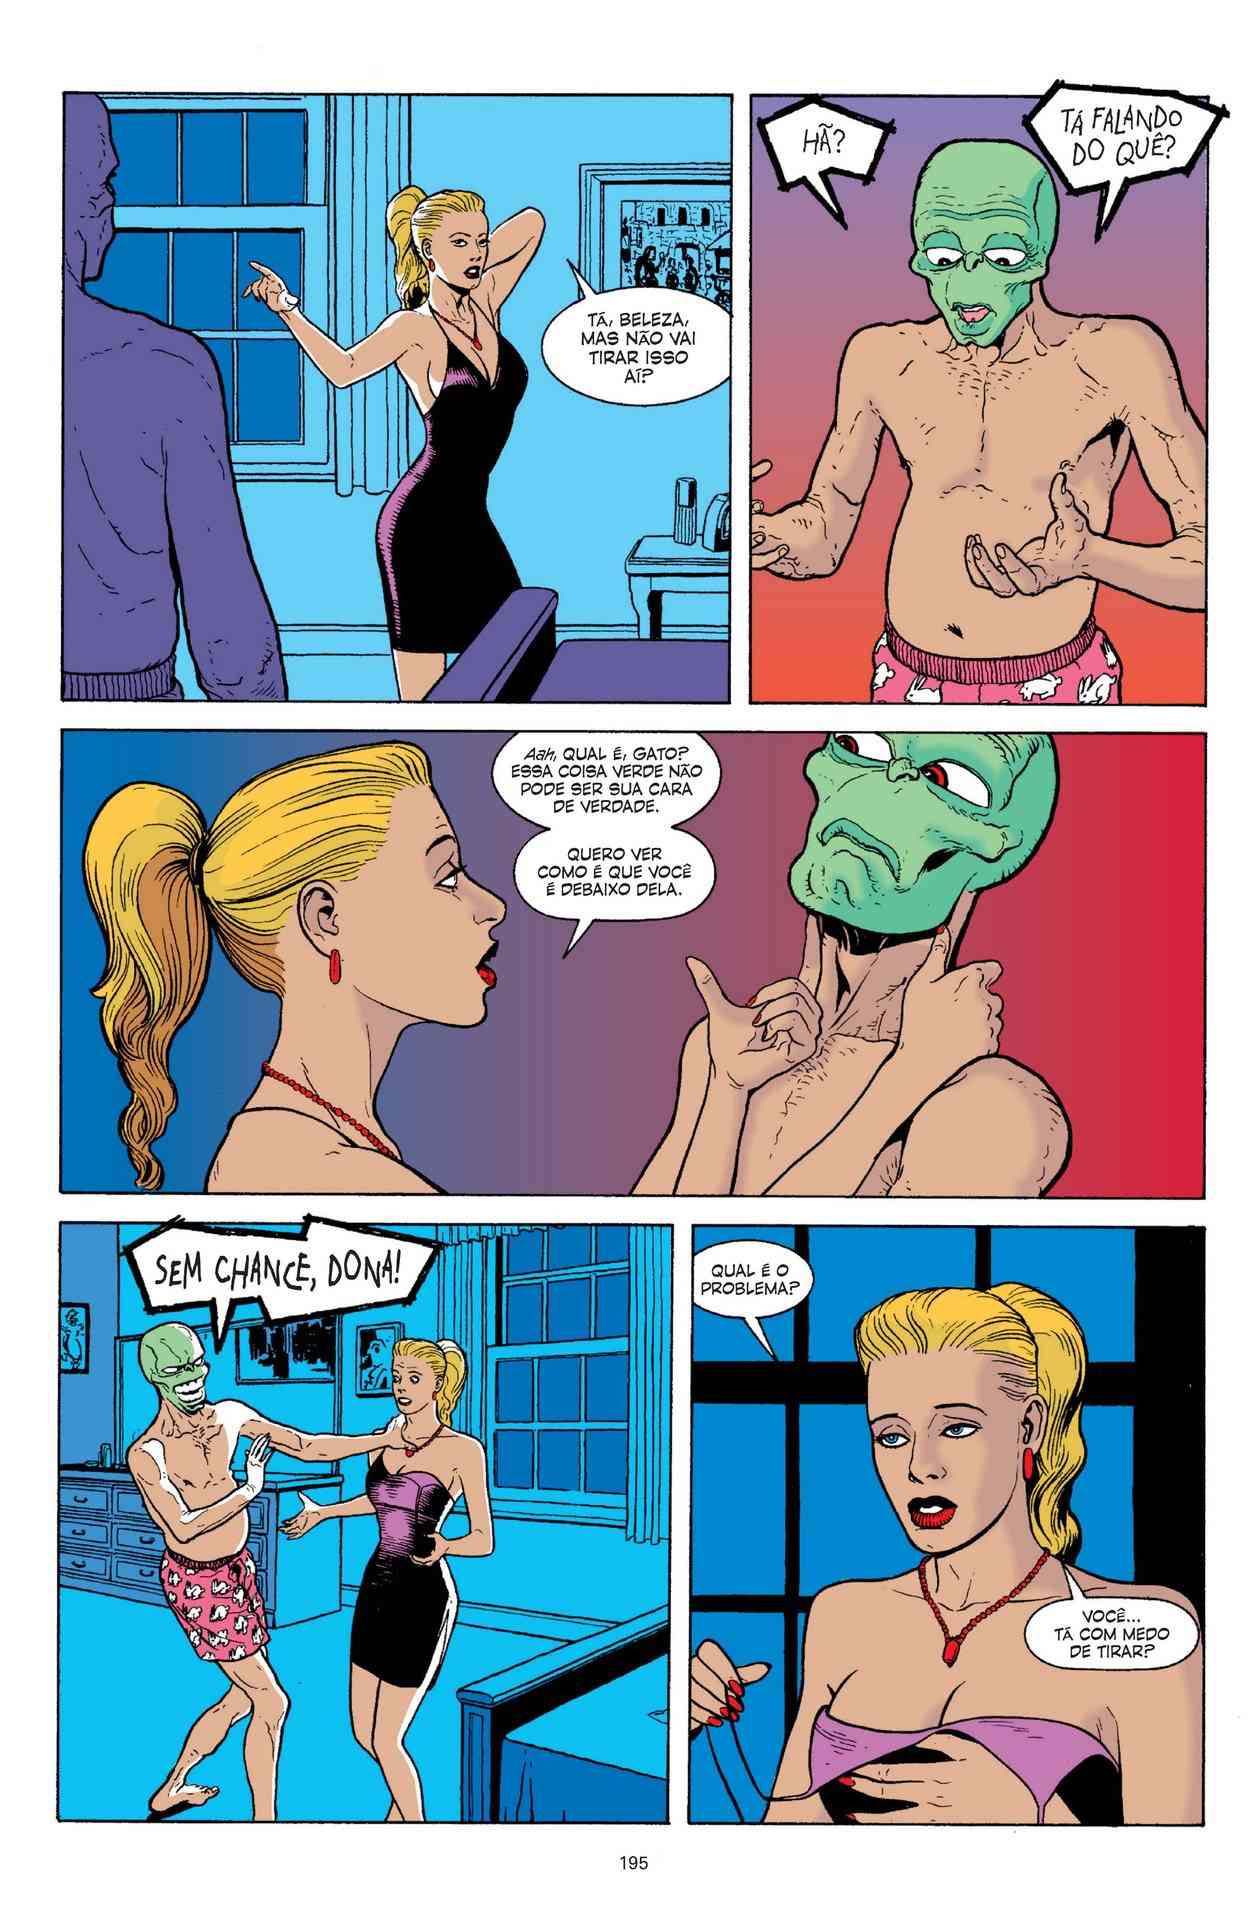 TÁ, BELEZA,
MAS NÃO VAI
TIRAR ISSO
AÍ?
HÃ?
TÁ FALANDO
DO QUÊ?
Aah, QUAL É, GATO?
ESSA COISA VERDE NÃO
PODE SER SUA CARA
DE VERDADE.
QUERO VER
COMO É QUE VOCÊ
É DEBAIXO DELA.
SEM CHANCE, DONA!
QUAL É O
PROBLEMA?
VOCÊ...
TÁ COM MEDO
DE TIRAR?
195